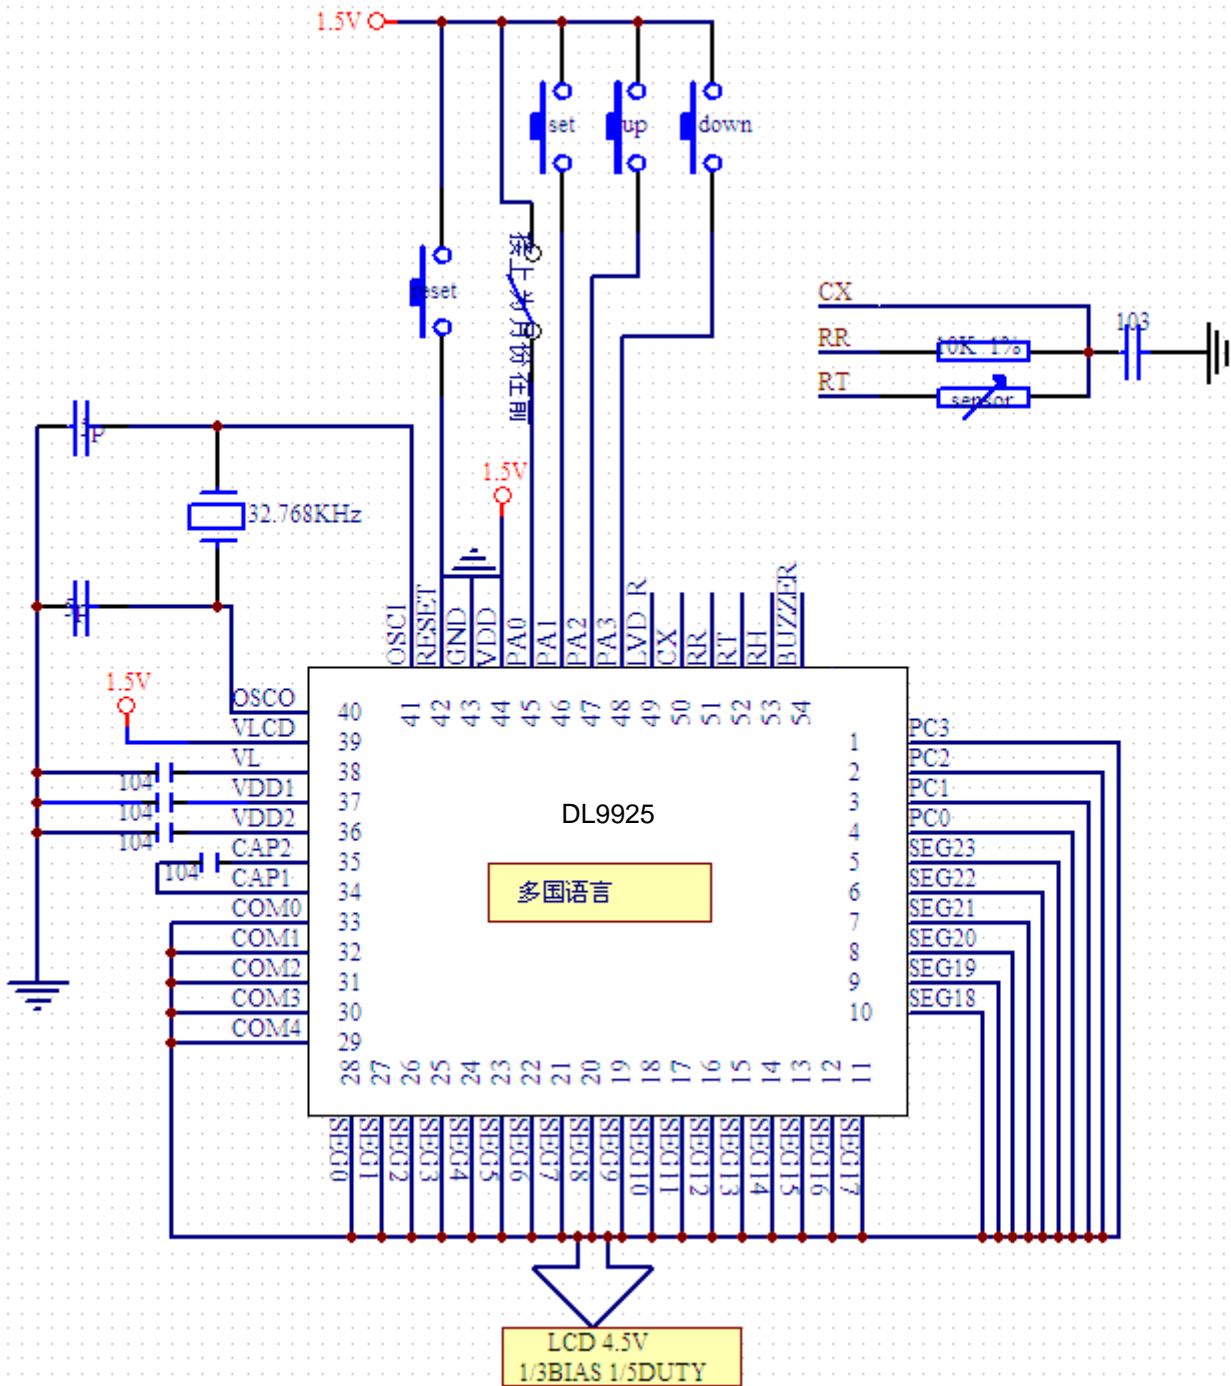 1.5V
set
up
down
reset
接上为月份在前
CX
103
RR
10K 1%
RT
sensor
1.5V
32.768KHz
OSCI
RESET
GND
VDD
PA0
PA1
PA2
PA3
LVD_R
CX
RR
RT
RH
BUZZER
1.5V
OSCO
VLCD
VL
104
VDD1
104
VDD2
104
CAP2
104
CAP1
COM0
COM1
COM2
COM3
COM4
40
39
38
37
36
35
34
33
32
31
30
29
41
42
43
44
45
46
47
48
49
50
51
52
53
54
DL9925
多国语言
1
2
3
4
5
6
7
8
9
10
PC3
PC2
PC1
PC0
SEG23
SEG22
SEG21
SEG20
SEG19
SEG18
28
27
26
25
24
23
22
21
20
19
18
17
16
15
14
13
12
11
SEG0
SEG1
SEG2
SEG3
SEG4
SEG5
SEG6
SEG7
SEG8
SEG9
SEG10
SEG11
SEG12
SEG13
SEG14
SEG15
SEG16
SEG17
LCD 4.5V
1/3BIAS 1/5DUTY